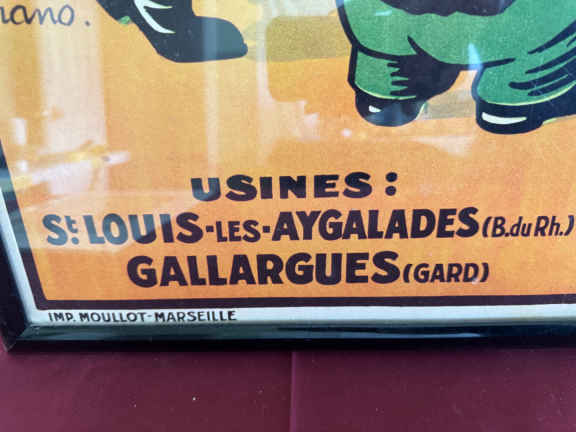 USINES:
St LOUIS-LES-AYGALADES (B.du Rh.)
GALLARGUES (GARD)
IMP. MOULLOT-MARSEILLE